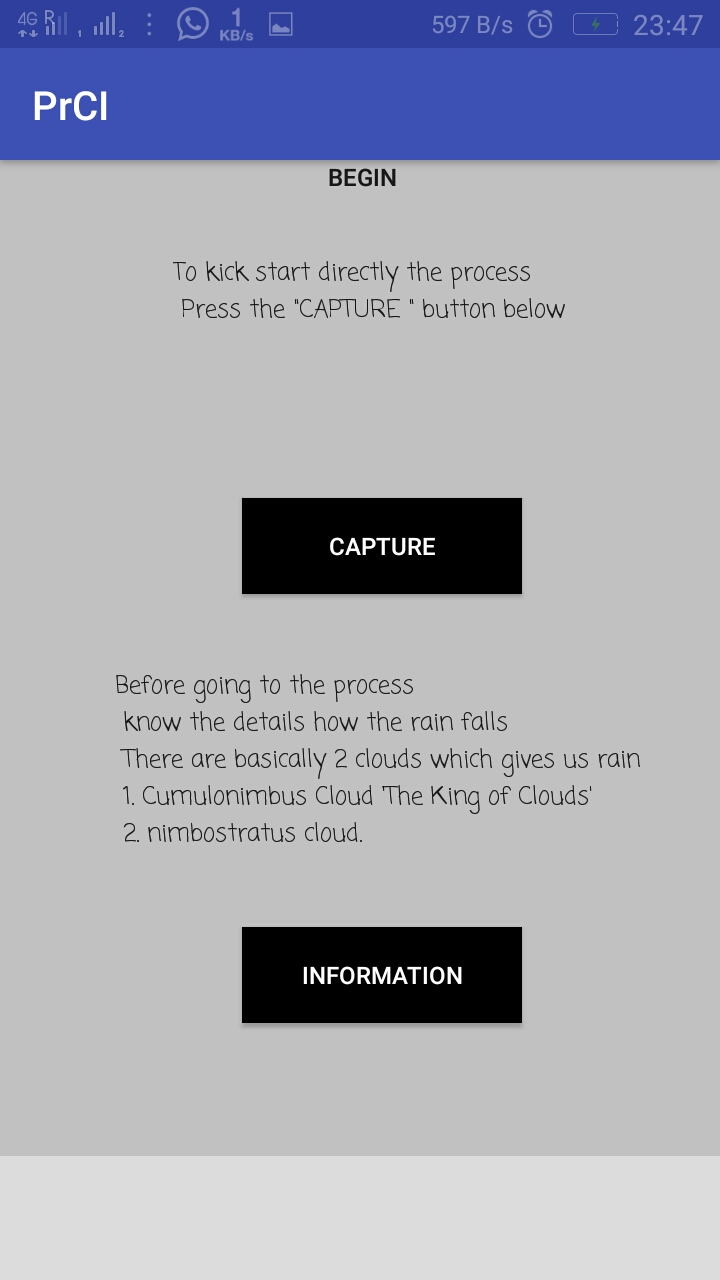 4G R 1 2 1 KB/s 597 B/s 23:47
PrCl
BEGIN
To kick start directly the process
Press the "CAPTURE " button below
CAPTURE
Before going to the process
know the details how the rain falls
There are basically 2 clouds which gives us rain
1. Cumulonimbus Cloud 'The King of Clouds'
2. nimbostratus cloud.
INFORMATION